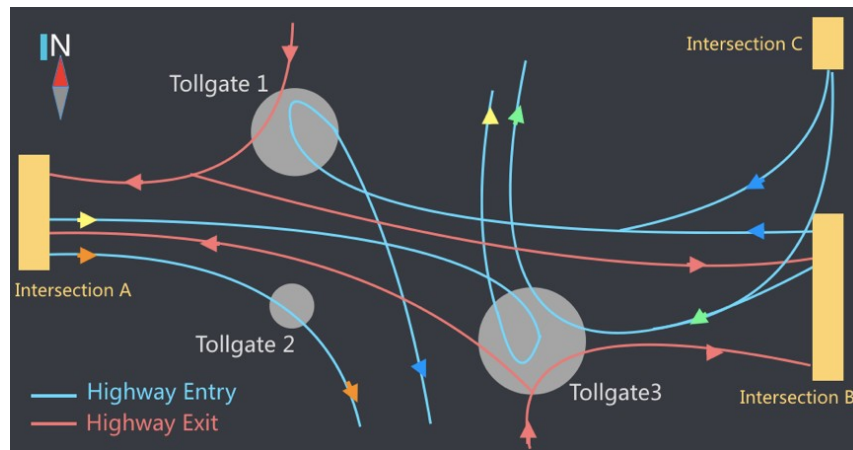 N
Intersection C
Tollgate 1
Intersection A
Tollgate 2
Tollgate3
Highway Entry
Intersection B
Highway Exit